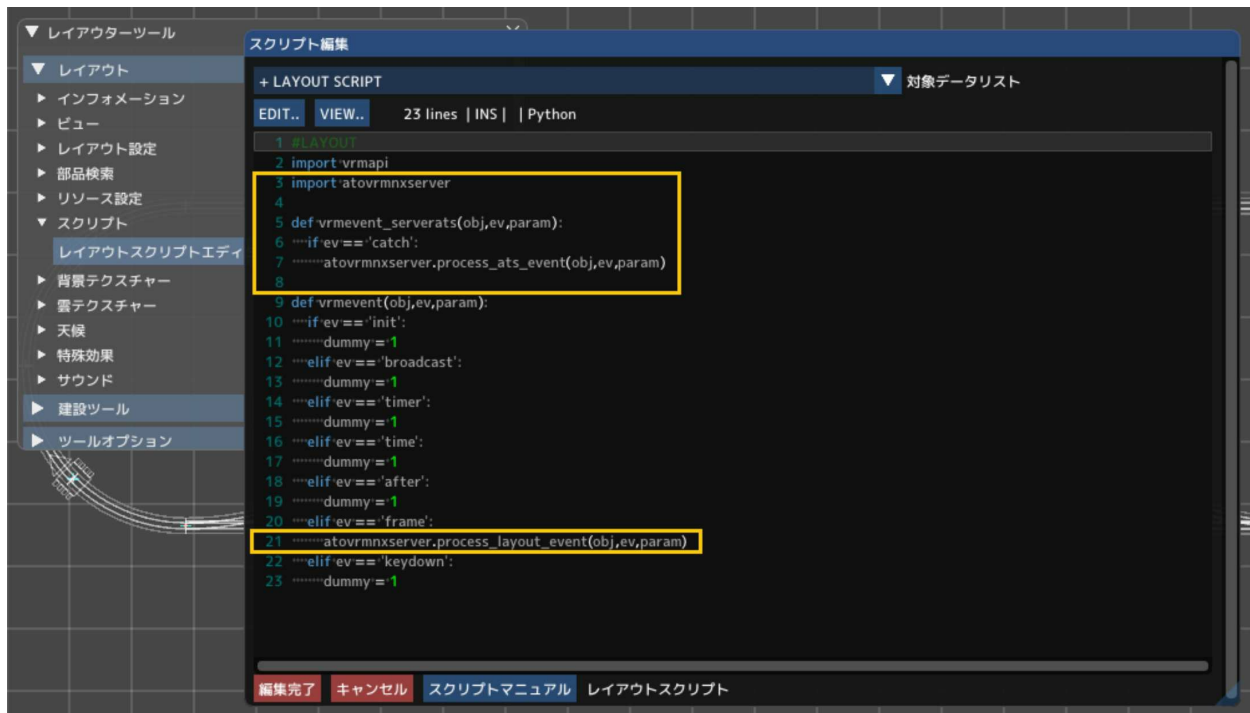 ▼ レイアウターツール
▼ レイアウト
▶ インフォメーション
▶ ビュー
▶ レイアウト設定
▶ 部品検索
▶ リソース設定
▼ スクリプト
レイアウトスクリプトエディ
▶ 背景テクスチャー
▶ 雲テクスチャー
▶ 天候
▶ 特殊効果
▶ サウンド
▶ 建設ツール
▶ ツールオプション
スクリプト編集
+ LAYOUT SCRIPT ▼ 対象データリスト
EDIT.. VIEW.. 23 lines | INS | | Python
1 #LAYOUT
2 import vrmapi
3 import atovrmnxserver
4
5 def vrmevent_serverats(obj,ev,param):
6     if ev == 'catch':
7         atovrmnxserver.process_ats_event(obj,ev,param)
8
9 def vrmevent(obj,ev,param):
10     if ev == 'init':
11         dummy = 1
12     elif ev == 'broadcast':
13         dummy = 1
14     elif ev == 'timer':
15         dummy = 1
16     elif ev == 'time':
17         dummy = 1
18     elif ev == 'after':
19         dummy = 1
20     elif ev == 'frame':
21         atovrmnxserver.process_layout_event(obj,ev,param)
22     elif ev == 'keydown':
23         dummy = 1
編集完了 キャンセル スクリプトマニュアル レイアウトスクリプト